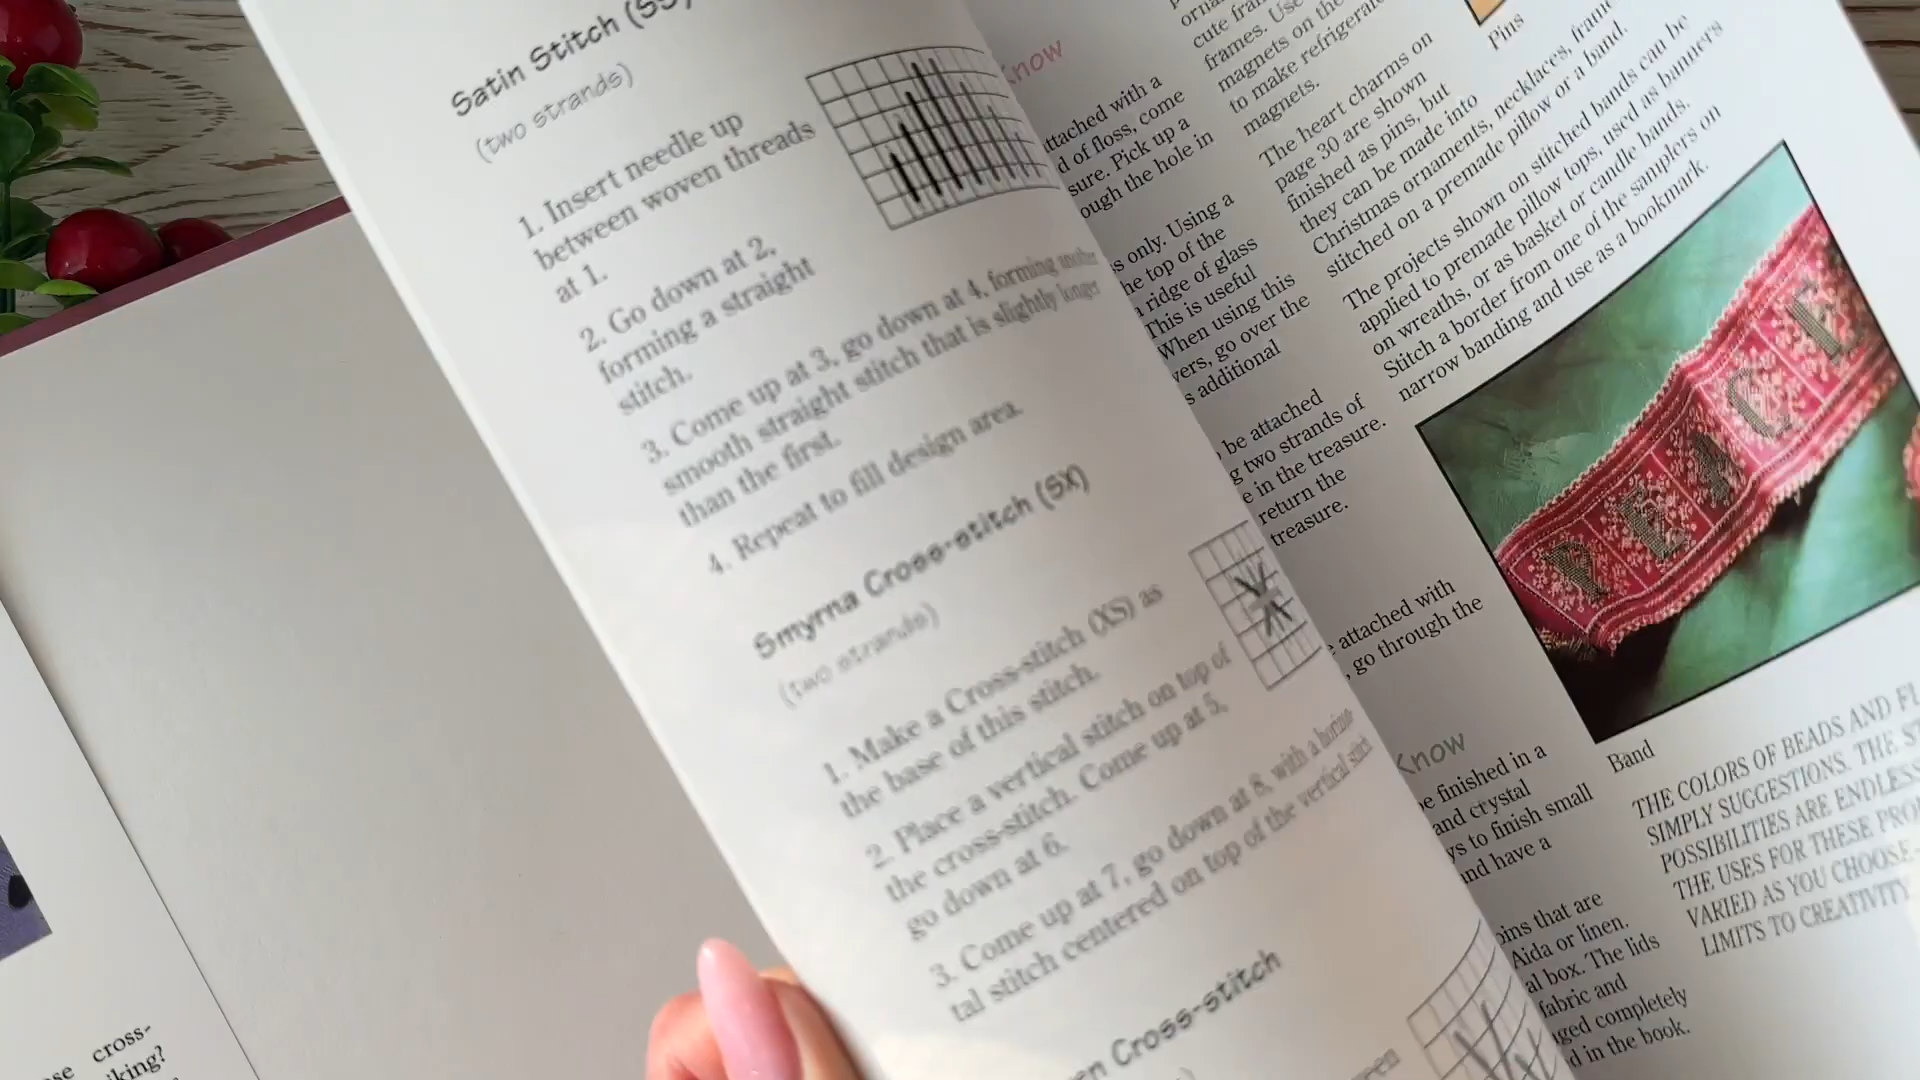 Satin Stitch (SS)
(two strands)
1. Insert needle up
between woven threads
at 1.
2. Go down at 2,
forming a straight
stitch.
3. Come up at 3, go down at 4, forming another
smooth straight stitch that is slightly longer
than the first.
4. Repeat to fill design area.
Smyrna Cross-stitch (SX)
(two strands)
1. Make a Cross-stitch (XS) as
the base of this stitch.
2. Place a vertical stitch on top of
the cross-stitch. Come up at 5,
go down at 6.
3. Come up at 7, go down at 8, with a horizon
tal stitch centered on top of the vertical stitch
Cross-stitch
cross-
king?
Know
ttached with a
d of floss, come
sure. Pick up a
ough the hole in
s only. Using a
he top of the
a ridge of glass
This is useful
When using this
vers, go over the
s additional
be attached
g two strands of
e in the treasure.
return the
treasure.
attached with
, go through the
Know
be finished in a
and crystal
ys to finish small
and have a
pins that are
Aida or linen.
al box. The lids
fabric and
aged completely
d in the book.
cute
frames. Use
magnets on the
to make refrigerator
magnets.
The heart charms on
page 30 are shown
finished as pins, but
they can be made into
Christmas ornaments, necklaces, frame
stitched on a premade pillow or a band.
The projects shown on stitched bands can be
applied to premade pillow tops, used as banners
on wreaths, or as basket or candle bands.
Stitch a border from one of the samplers on
narrow banding and use as a bookmark.
Pins
PEACE
Band
THE COLORS OF BEADS AND FL
SIMPLY SUGGESTIONS. THE ST
POSSIBILITIES ARE ENDLESS
THE USES FOR THESE PRO
VARIED AS YOU CHOOSE
LIMITS TO CREATIVITY